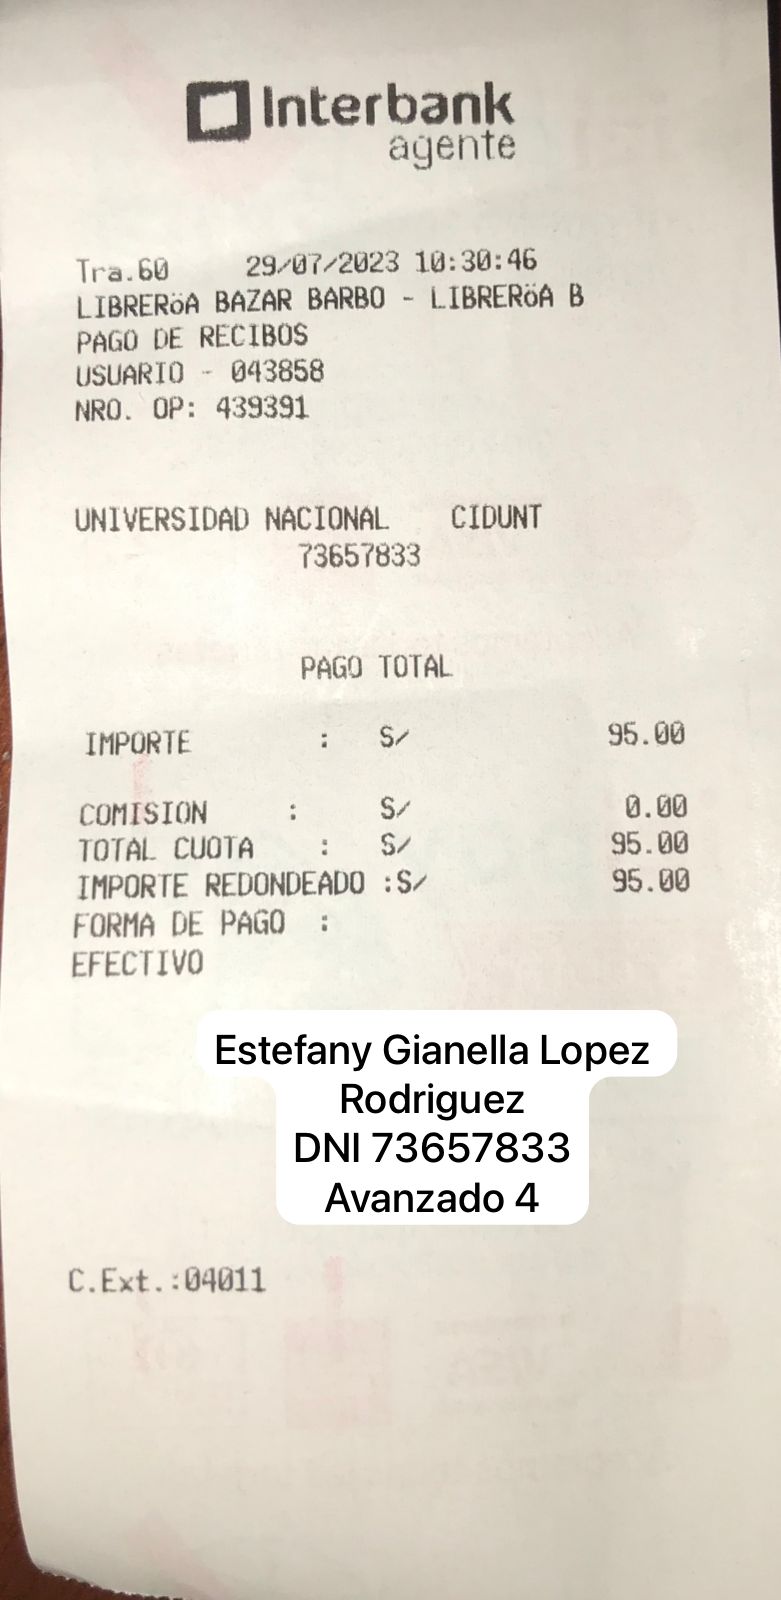 Interbank
agente
Tra.60 29/07/2023 10:30:46
LIBRERöA BAZAR BARBO - LIBRERöA B
PAGO DE RECIBOS
USUARIO - 043858
NRO. OP: 439391
UNIVERSIDAD NACIONAL CIDUNT
73657833
PAGO TOTAL
IMPORTE : S/ 95.00
COMISION : S/ 0.00
TOTAL CUOTA : S/ 95.00
IMPORTE REDONDEADO :S/ 95.00
FORMA DE PAGO :
EFECTIVO
Estefany Gianella Lopez
Rodriguez
DNI 73657833
Avanzado 4
C.Ext.:04011